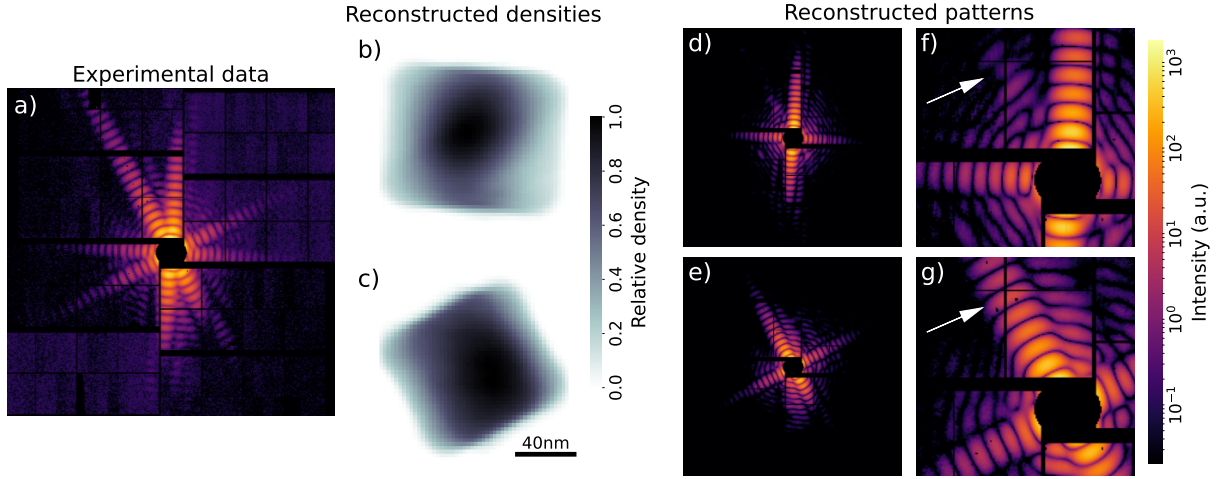 Reconstructed densities
Reconstructed patterns
Experimental data
a)
b)
c)
40nm
1.0
0.8
0.6
0.4
0.2
0.0
Relative density
d)
e)
f)
g)
10³
10²
10¹
10⁰
10⁻¹
Intensity (a.u.)